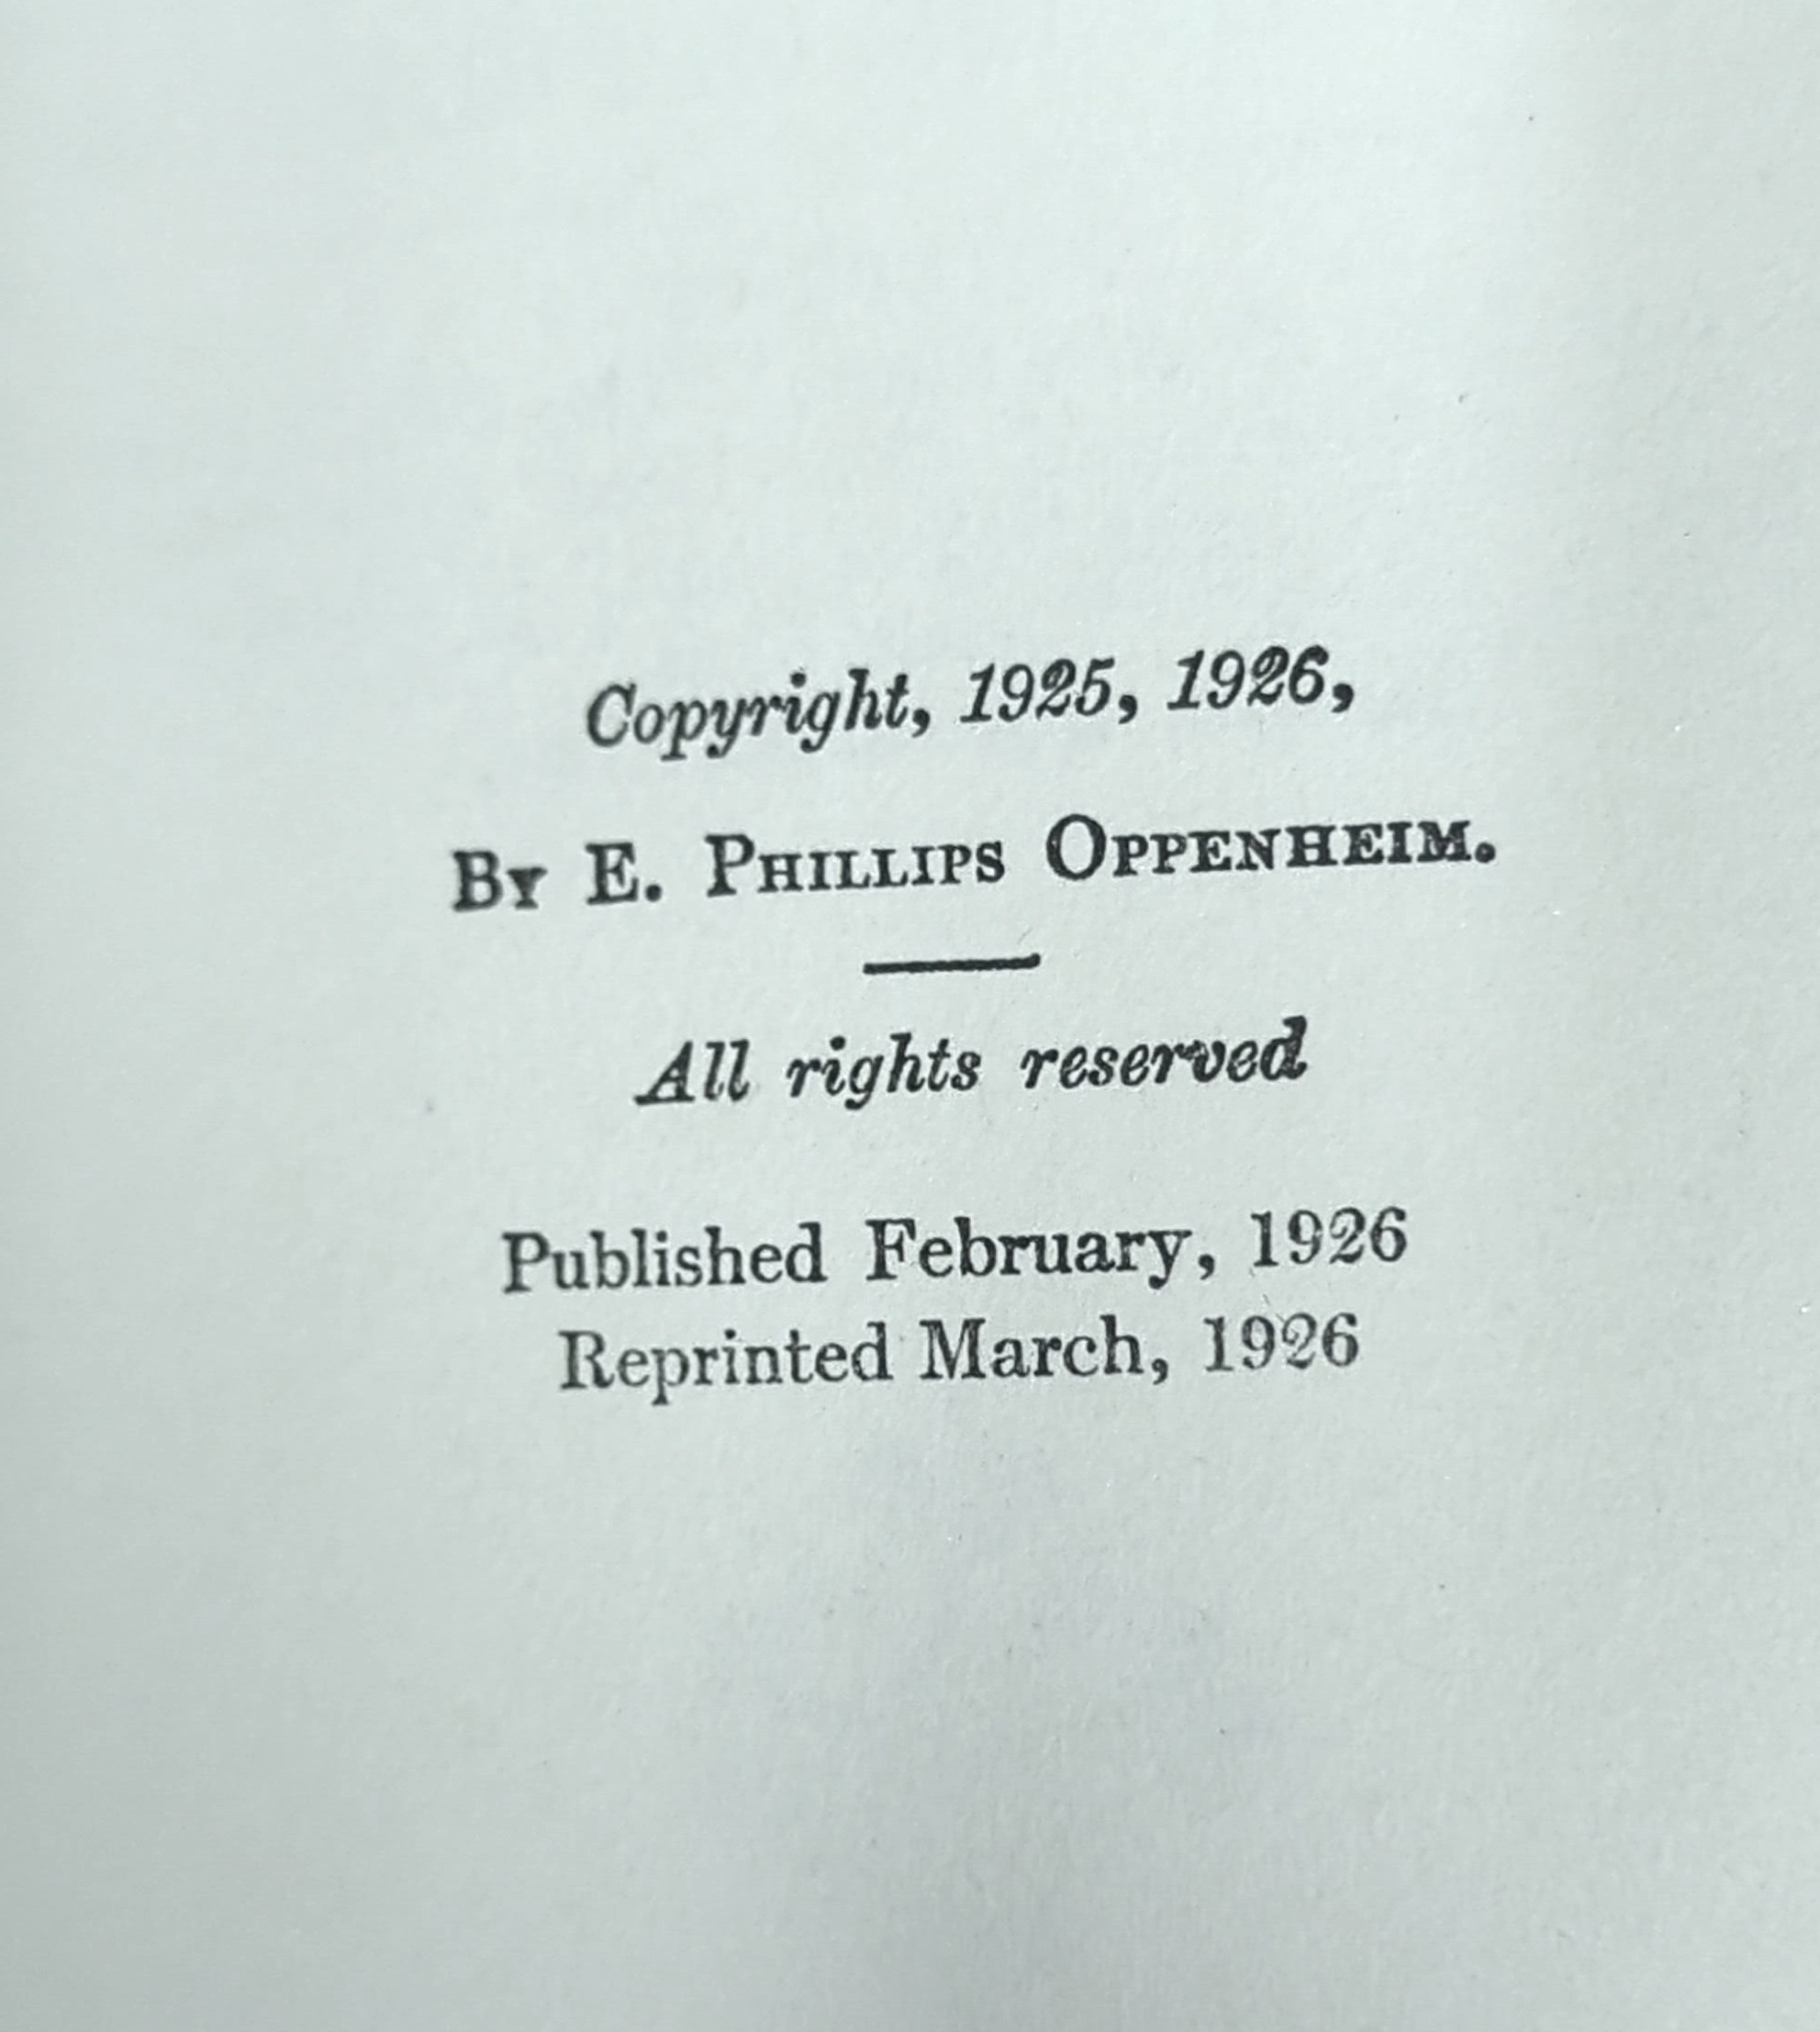 Copyright, 1925, 1926,
By E. Phillips Oppenheim.
All rights reserved
Published February, 1926
Reprinted March, 1926